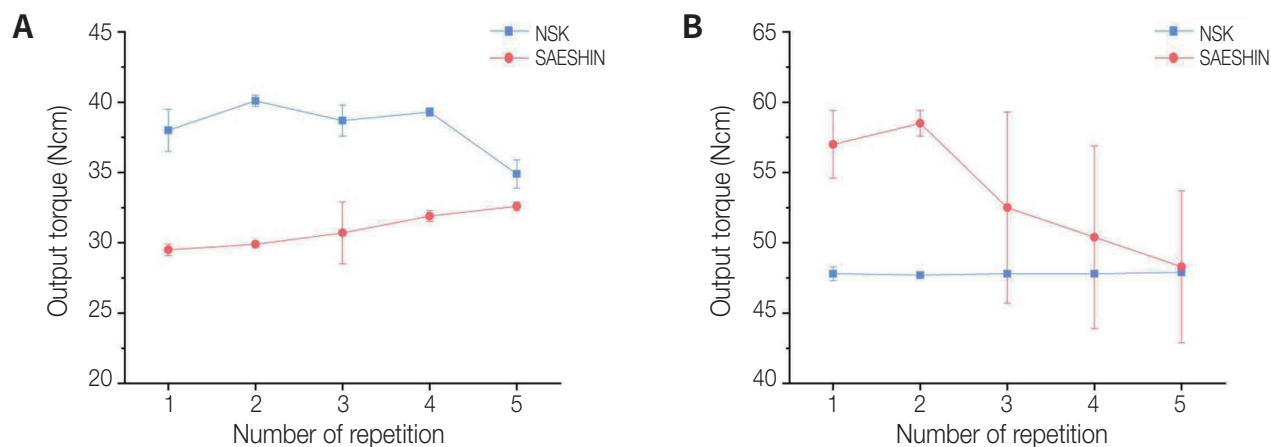 A
NSK
SAESHIN
Output torque (Ncm)
45
40
35
30
25
20
1 2 3 4 5
Number of repetition
B
NSK
SAESHIN
Output torque (Ncm)
65
60
55
50
45
40
1 2 3 4 5
Number of repetition